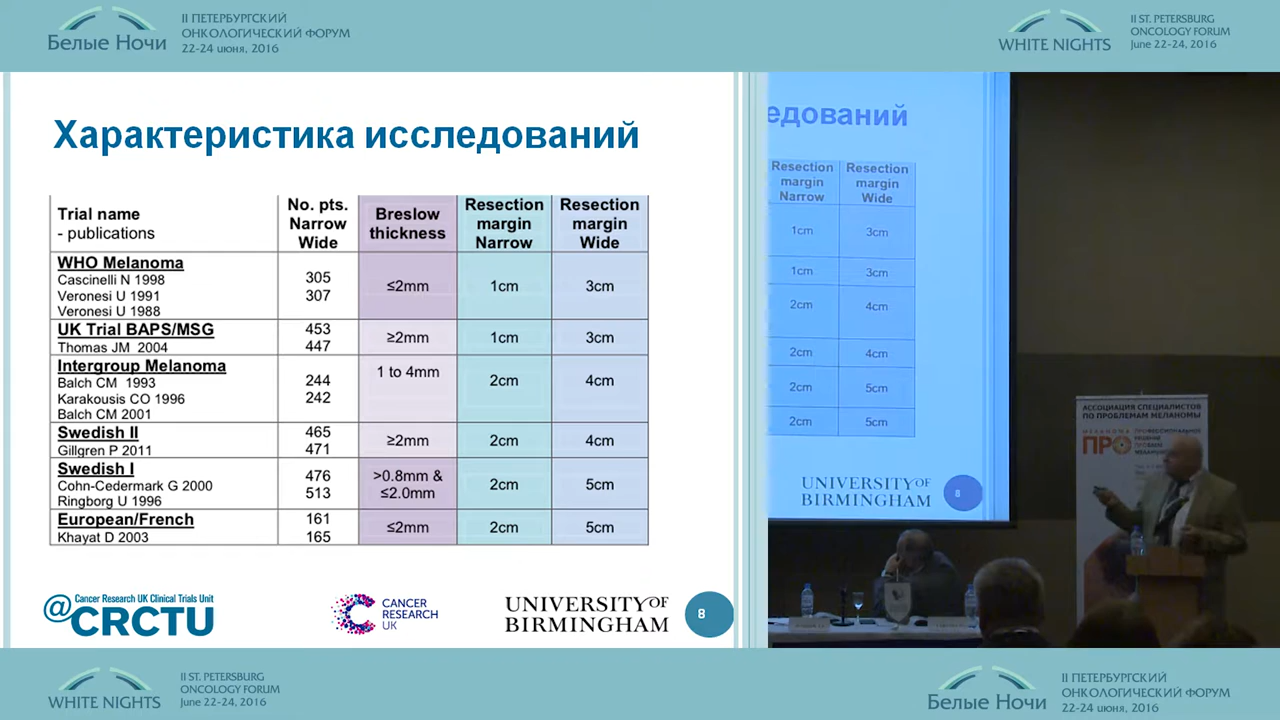 II ПЕТЕРБУРГСКИЙ
ОНКОЛОГИЧЕСКИЙ ФОРУМ
22-24 июня, 2016
Белые Ночи
WHITE NIGHTS
II ST. PETERSBURG
ONCOLOGY FORUM
June 22-24, 2016
Характеристика исследований
Trial name
- publications
No. pts.
Narrow
Wide
Breslow
thickness
Resection
margin
Narrow
Resection
margin
Wide
WHO Melanoma
Cascinelli N 1998
Veronesi U 1991
Veronesi U 1988
305
307
≤2mm
1cm
3cm
UK Trial BAPS/MSG
Thomas JM 2004
453
447
≥2mm
1cm
3cm
Intergroup Melanoma
Balch CM 1993
Karakousis CO 1996
Balch CM 2001
244
242
1 to 4mm
2cm
4cm
Swedish II
Gillgren P 2011
465
471
≥2mm
2cm
4cm
Swedish I
Cohn-Cedermark G 2000
Ringborg U 1996
476
513
>0.8mm &
≤2.0mm
2cm
5cm
European/French
Khayat D 2003
161
165
≤2mm
2cm
5cm
@CRCTU
Cancer Research UK Clinical Trials Unit
CANCER
RESEARCH
UK
UNIVERSITY OF
BIRMINGHAM
8
едований
Resection
margin
Narrow
Resection
margin
Wide
1cm
3cm
1cm
3cm
2cm
4cm
2cm
4cm
2cm
5cm
2cm
5cm
UNIVERSITY OF
BIRMINGHAM
8
АССОЦИАЦИЯ СПЕЦИАЛИСТОВ
ПО ПРОБЛЕМАМ МЕЛАНОМЫ
ПРО
WHITE NIGHTS
II ST. PETERSBURG
ONCOLOGY FORUM
June 22-24, 2016
Белые Ночи
II ПЕТЕРБУРГСКИЙ
ОНКОЛОГИЧЕСКИЙ ФОРУМ
22-24 июня, 2016